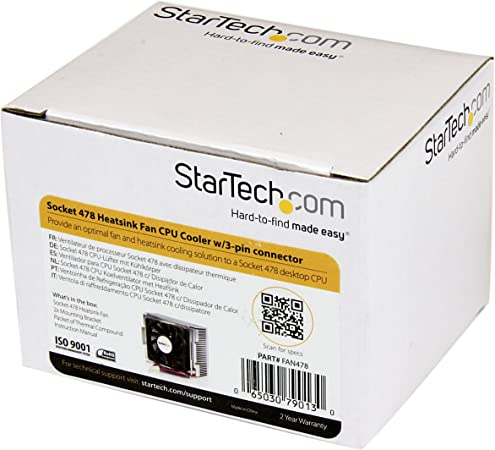 StarTech.com
Hard-to-find made easy®
StarTech.com
Hard-to-find made easy®
StarTech.com
Hard-to-find made easy®
Socket 478 Heatsink Fan CPU Cooler w/3-pin connector
Provide an optimal fan and heatsink cooling solution to a Socket 478 desktop CPU
FR: Ventilateur de processeur Socket 478 avec dissipateur thermique
DE: Socket 478 CPU-Lüfter mit Kühlkörper
ES: Ventilador para CPU Socket 478 c/ Disipador de Calor
NL: Socket 478 CPU Koelventilator met HeatSink
PT: Ventoinha de Refrigeração CPU Socket 478 c/ Dissipador de Calor
IT: Ventola di raffreddamento CPU Socket 478 c/dissipatore
What's in the box:
Socket 478 Heatsink Fan
2x Mounting Bracket
Packet of Thermal Compound
Instruction Manual
ISO 9001
RoHS
Scan for specs
PART# FAN478
0 65030 79013 0
For technical support visit:
startech.com/support
Made in China
2 Year Warranty